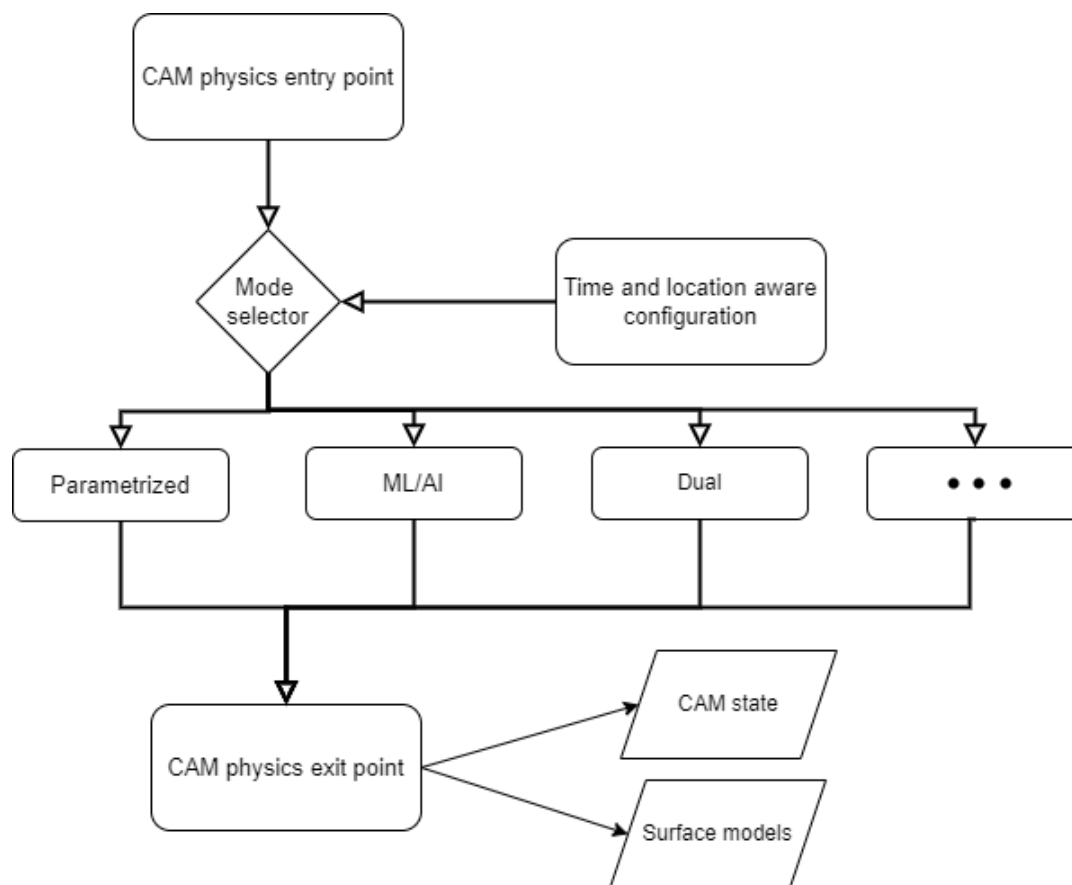 CAM physics entry point
Mode
selector
Time and location aware
configuration
Parametrized
ML/AI
Dual
• • •
CAM state
CAM physics exit point
Surface models